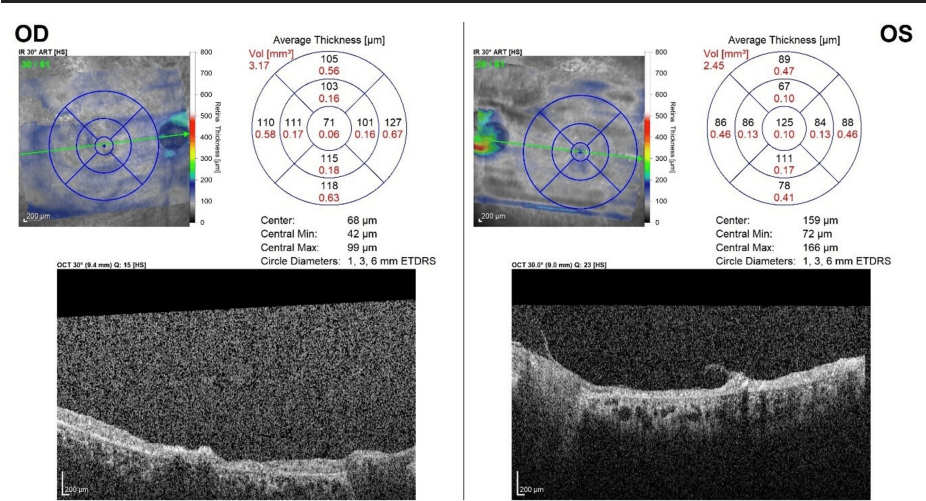 OD
IR 30° ART [HS]
800
700
600
500
400
300
200
100
0
Retina Thickness [µm]
200 µm
Average Thickness [µm]
Vol [mm³]
3.17
105
0.56
103
0.16
110 111 71 101 127
0.58 0.17 0.06 0.16 0.67
115
0.18
118
0.63
Center: 68 µm
Central Min: 42 µm
Central Max: 99 µm
Circle Diameters: 1, 3, 6 mm ETDRS
OCT 30° (9.4 mm) Q: 15 [HS]
200 µm
OS
IR 30° ART [HS]
800
700
600
500
400
300
200
100
0
Retina Thickness [µm]
200 µm
Average Thickness [µm]
Vol [mm³]
2.45
89
0.47
67
0.10
86 86 125 84 88
0.46 0.13 0.10 0.13 0.46
111
0.17
78
0.41
Center: 159 µm
Central Min: 72 µm
Central Max: 166 µm
Circle Diameters: 1, 3, 6 mm ETDRS
OCT 30.0° (9.0 mm) Q: 23 [HS]
200 µm